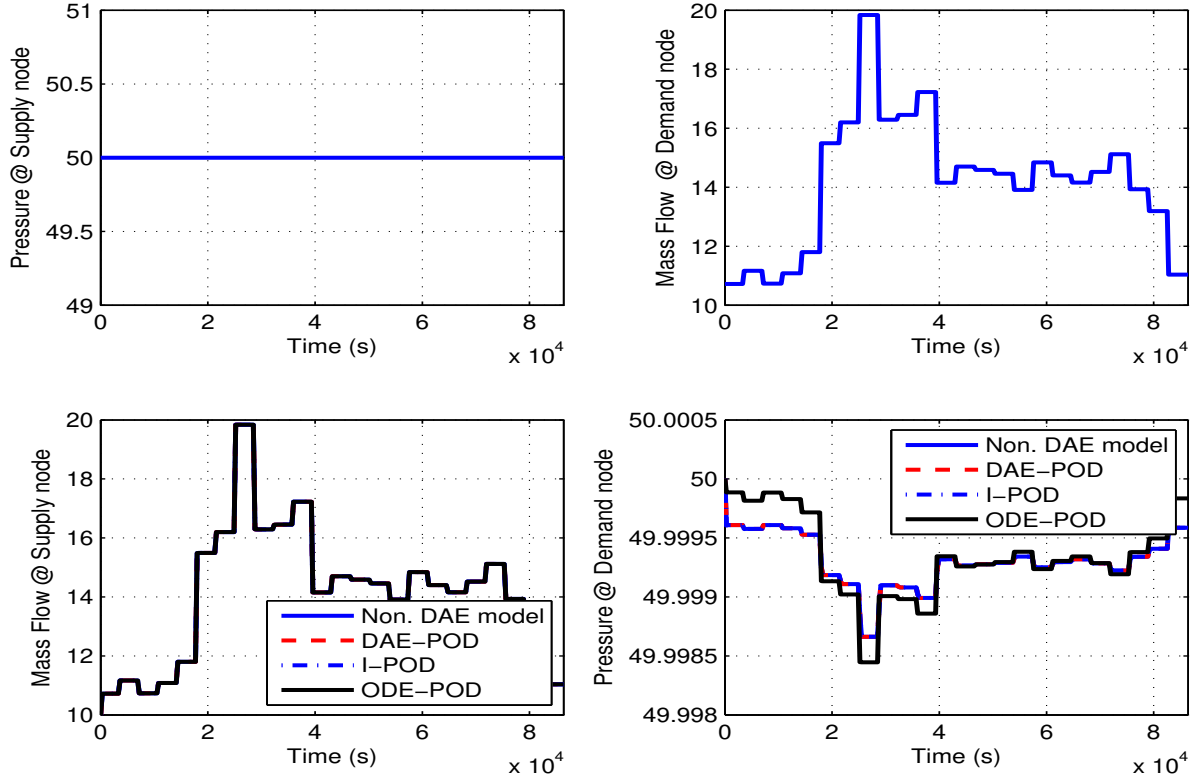 51
50.5
50
49.5
49
Pressure @ Supply node
0 2 4 6 8
Time (s)
x 10^4
20
18
16
14
12
10
Mass Flow @ Demand node
0 2 4 6 8
Time (s)
x 10^4
20
18
16
14
12
10
Mass Flow @ Supply node
Non. DAE model
DAE−POD
I−POD
ODE−POD
0 2 4 6 8
Time (s)
x 10^4
50.0005
50
49.9995
49.999
49.9985
49.998
Pressure @ Demand node
Non. DAE model
DAE−POD
I−POD
ODE−POD
0 2 4 6 8
Time (s)
x 10^4